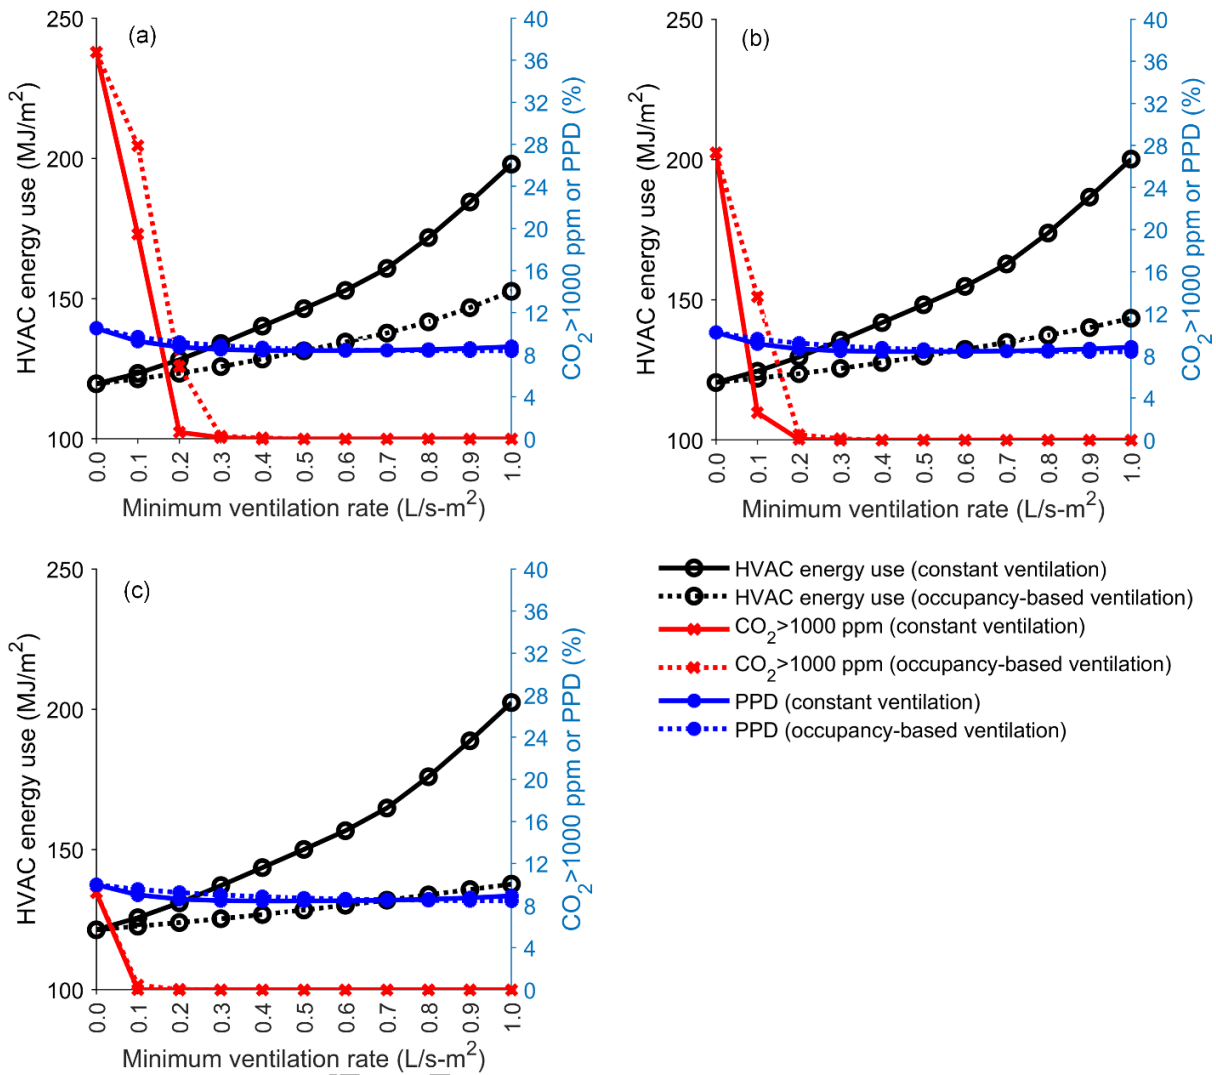 (a)
250
200
150
100
HVAC energy use (MJ/m²)
40
36
32
28
24
20
16
12
8
4
0
CO₂>1000 ppm or PPD (%)
0.0 0.1 0.2 0.3 0.4 0.5 0.6 0.7 0.8 0.9 1.0
Minimum ventilation rate (L/s-m²)
(b)
250
200
150
100
HVAC energy use (MJ/m²)
40
36
32
28
24
20
16
12
8
4
0
CO₂>1000 ppm or PPD (%)
0.0 0.1 0.2 0.3 0.4 0.5 0.6 0.7 0.8 0.9 1.0
Minimum ventilation rate (L/s-m²)
(c)
250
200
150
100
HVAC energy use (MJ/m²)
40
36
32
28
24
20
16
12
8
4
0
CO₂>1000 ppm or PPD (%)
0.0 0.1 0.2 0.3 0.4 0.5 0.6 0.7 0.8 0.9 1.0
Minimum ventilation rate (L/s-m²)
HVAC energy use (constant ventilation)
HVAC energy use (occupancy-based ventilation)
CO₂>1000 ppm (constant ventilation)
CO₂>1000 ppm (occupancy-based ventilation)
PPD (constant ventilation)
PPD (occupancy-based ventilation)